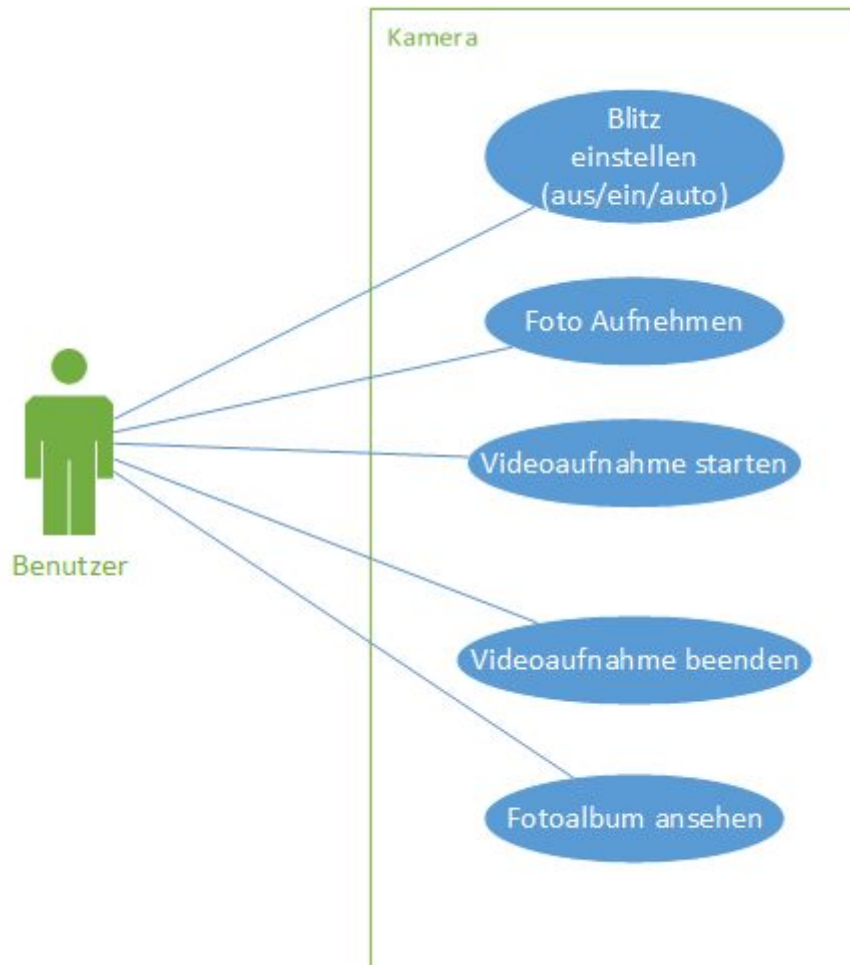 Kamera
Blitz
einstellen
(aus/ein/auto)
Foto Aufnehmen
Videoaufnahme starten
Benutzer
Videoaufnahme beenden
Fotoalbum ansehen